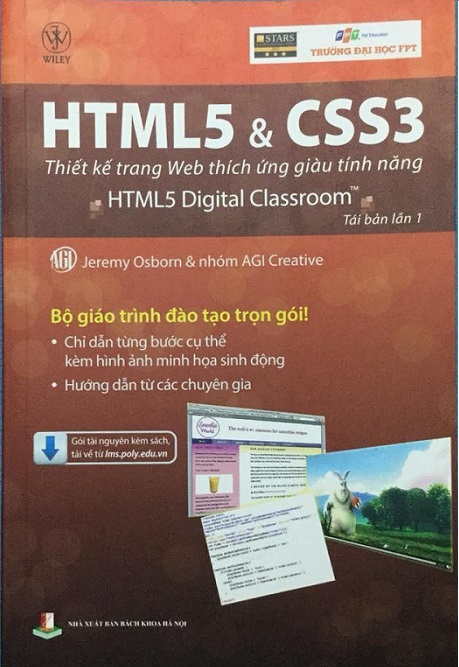 WILEY
STARS
FPT Education
TRƯỜNG ĐẠI HỌC FPT
HTML5 & CSS3
Thiết kế trang Web thích ứng giàu tính năng
HTML5 Digital Classroom™
Tái bản lần 1
AGI Jeremy Osborn & nhóm AGI Creative
Bộ giáo trình đào tạo trọn gói!
• Chỉ dẫn từng bước cụ thể
kèm hình ảnh minh họa sinh động
• Hướng dẫn từ các chuyên gia
Gói tài nguyên kèm sách,
tải về từ lms.poly.edu.vn
Smoothie
World
NHÀ XUẤT BẢN BÁCH KHOA HÀ NỘI